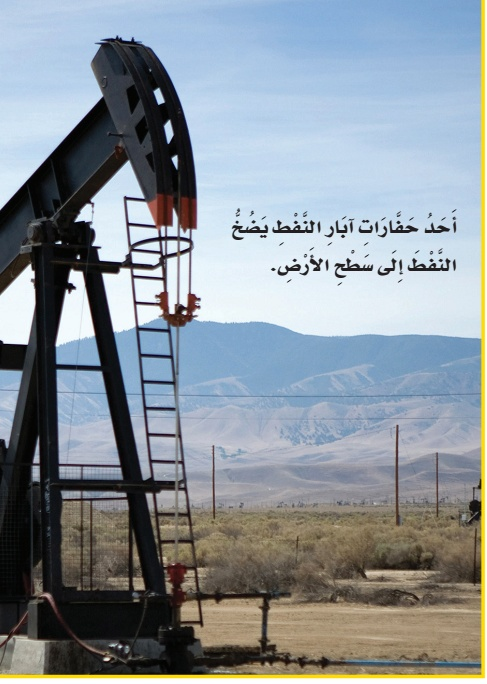 أَحَدُ حَفَّارَاتِ آبَارِ النَّفْطِ يَضُخُّ
النَّفْطَ إِلَى سَطْحِ الأَرْضِ.